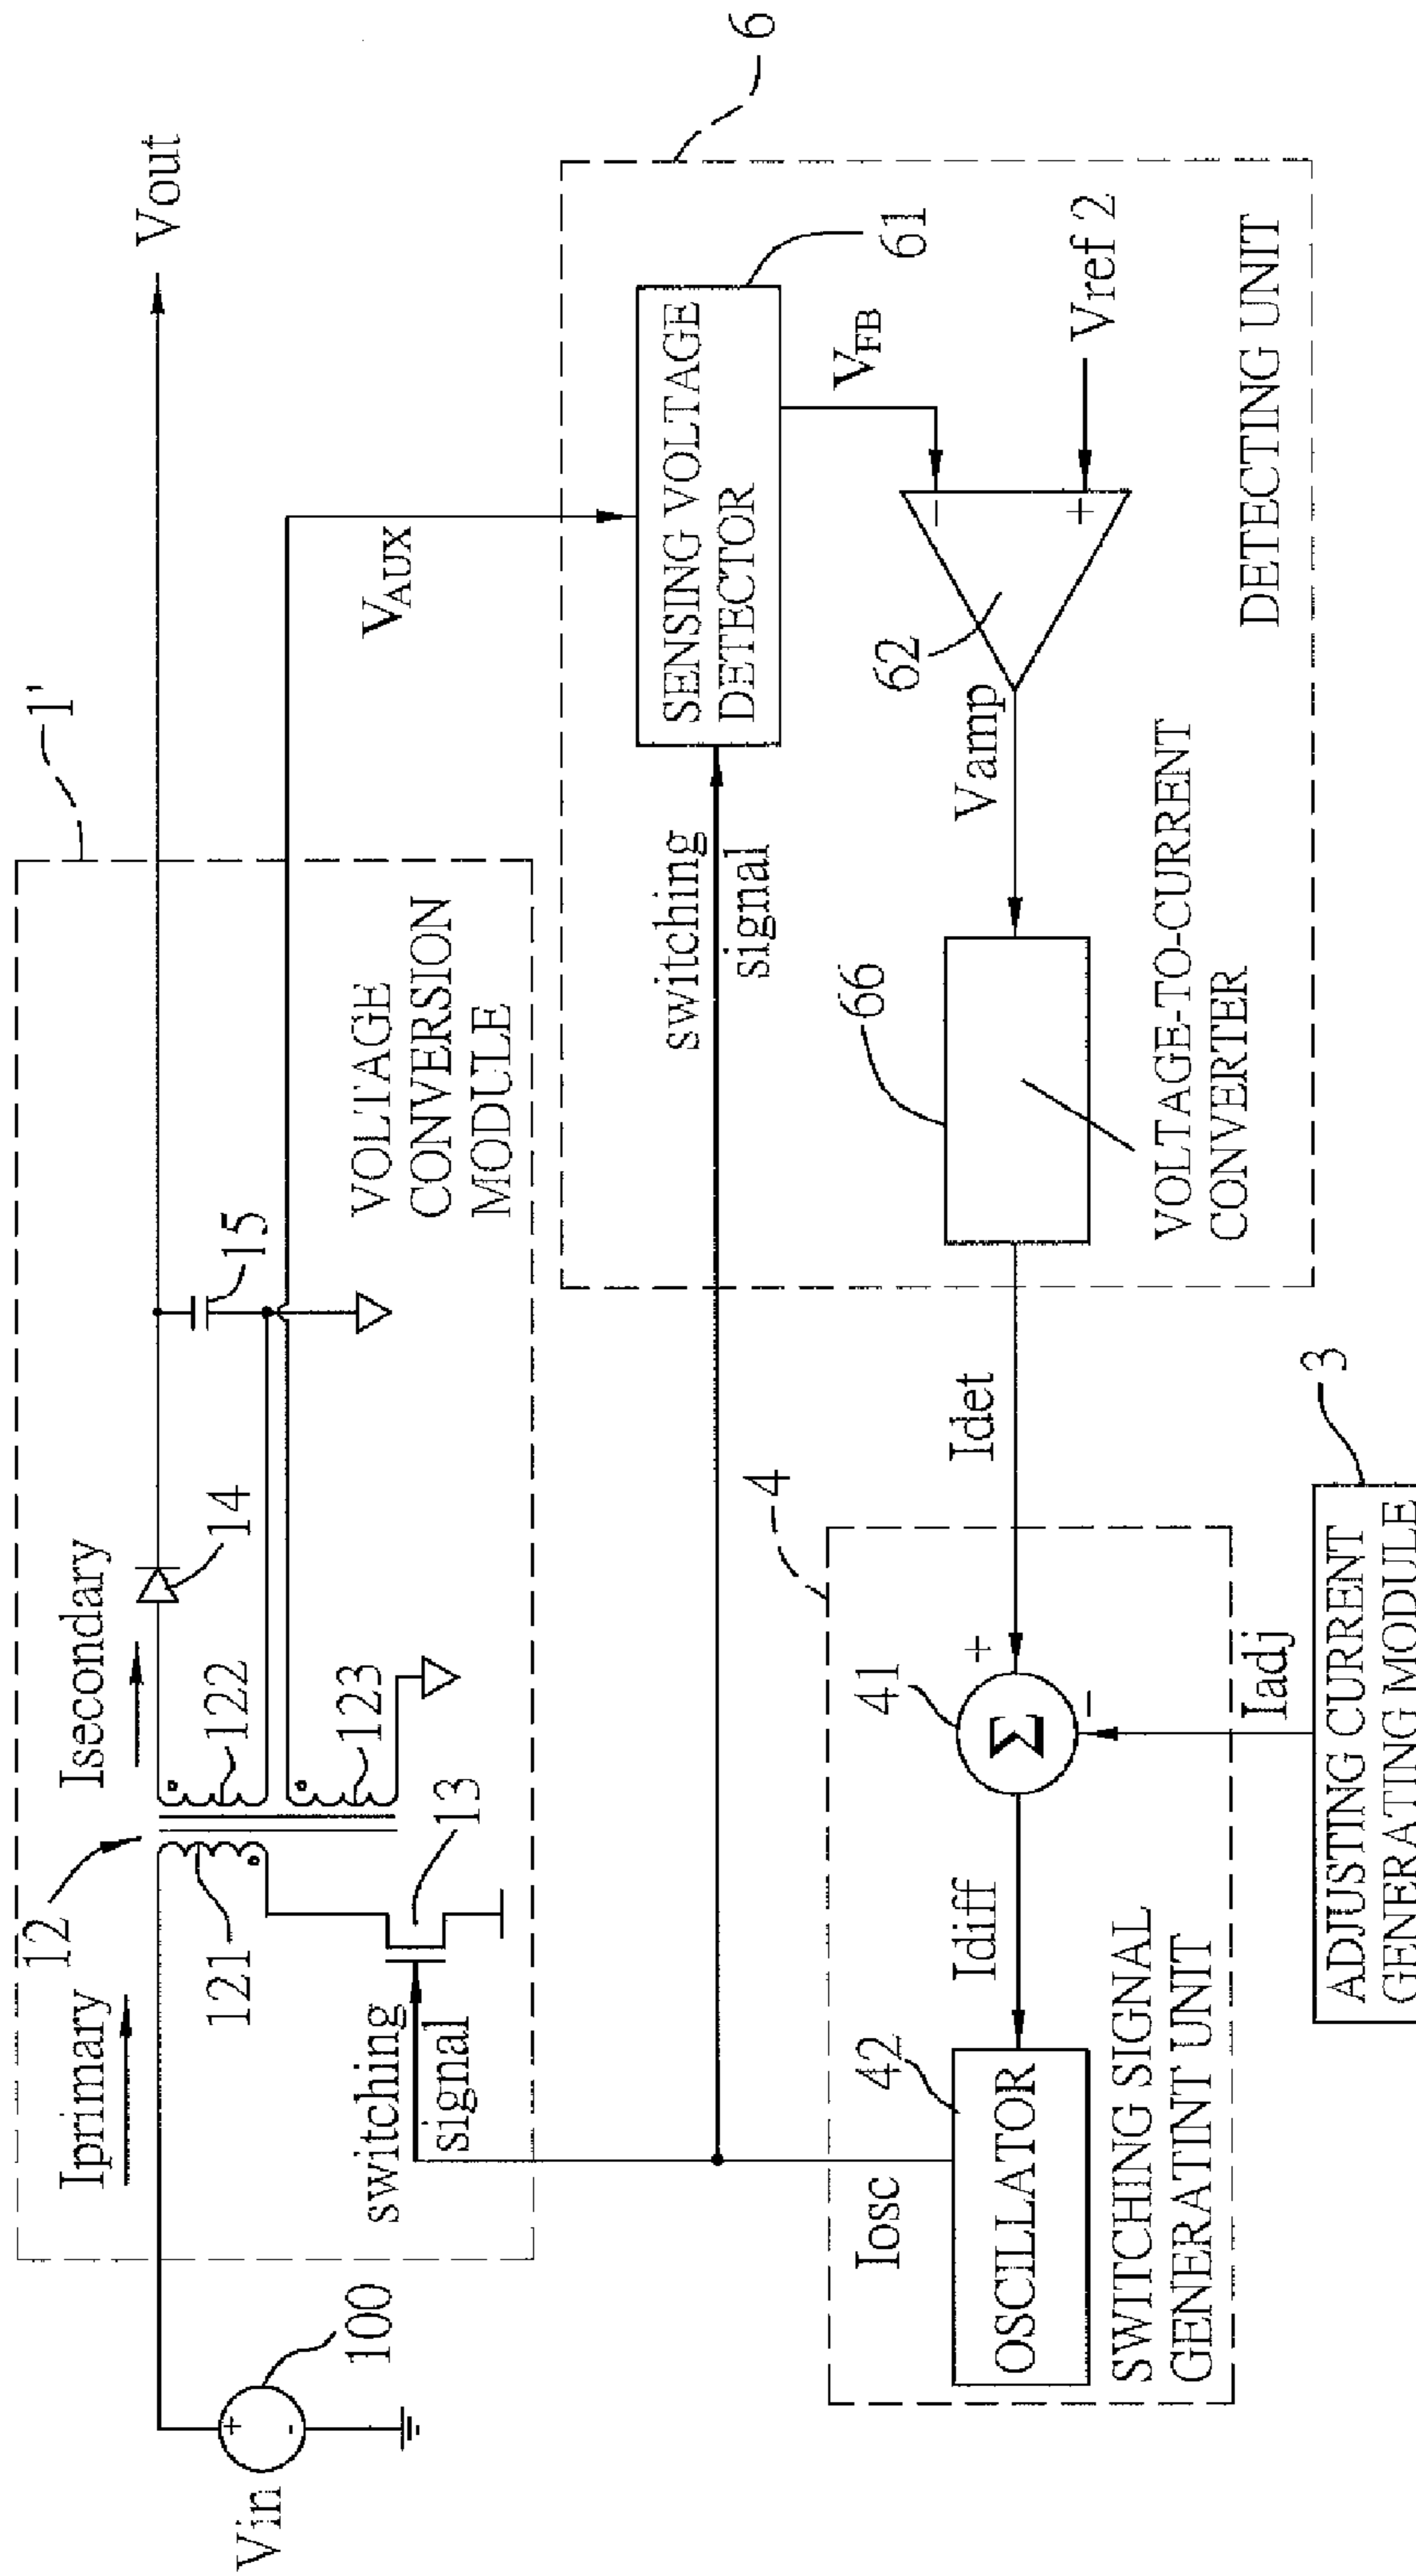 Vin
100
Iprimary
12
121
switching
signal
13
Isecondary
122
123
14
15
VOLTAGE
CONVERSION
MODULE
1'
Vout
VAUX
switching
signal
SENSING VOLTAGE
DETECTOR
61
6
VFB
Vref 2
-
+
62
Vamp
66
VOLTAGE-TO-CURRENT
CONVERTER
DETECTING UNIT
Idet
4
41
+
-
Σ
Idiff
42
OSCILLATOR
Iosc
SWITCHING SIGNAL
GENERATINT UNIT
Iadj
3
ADJUSTING CURRENT
GENERATING MODULE